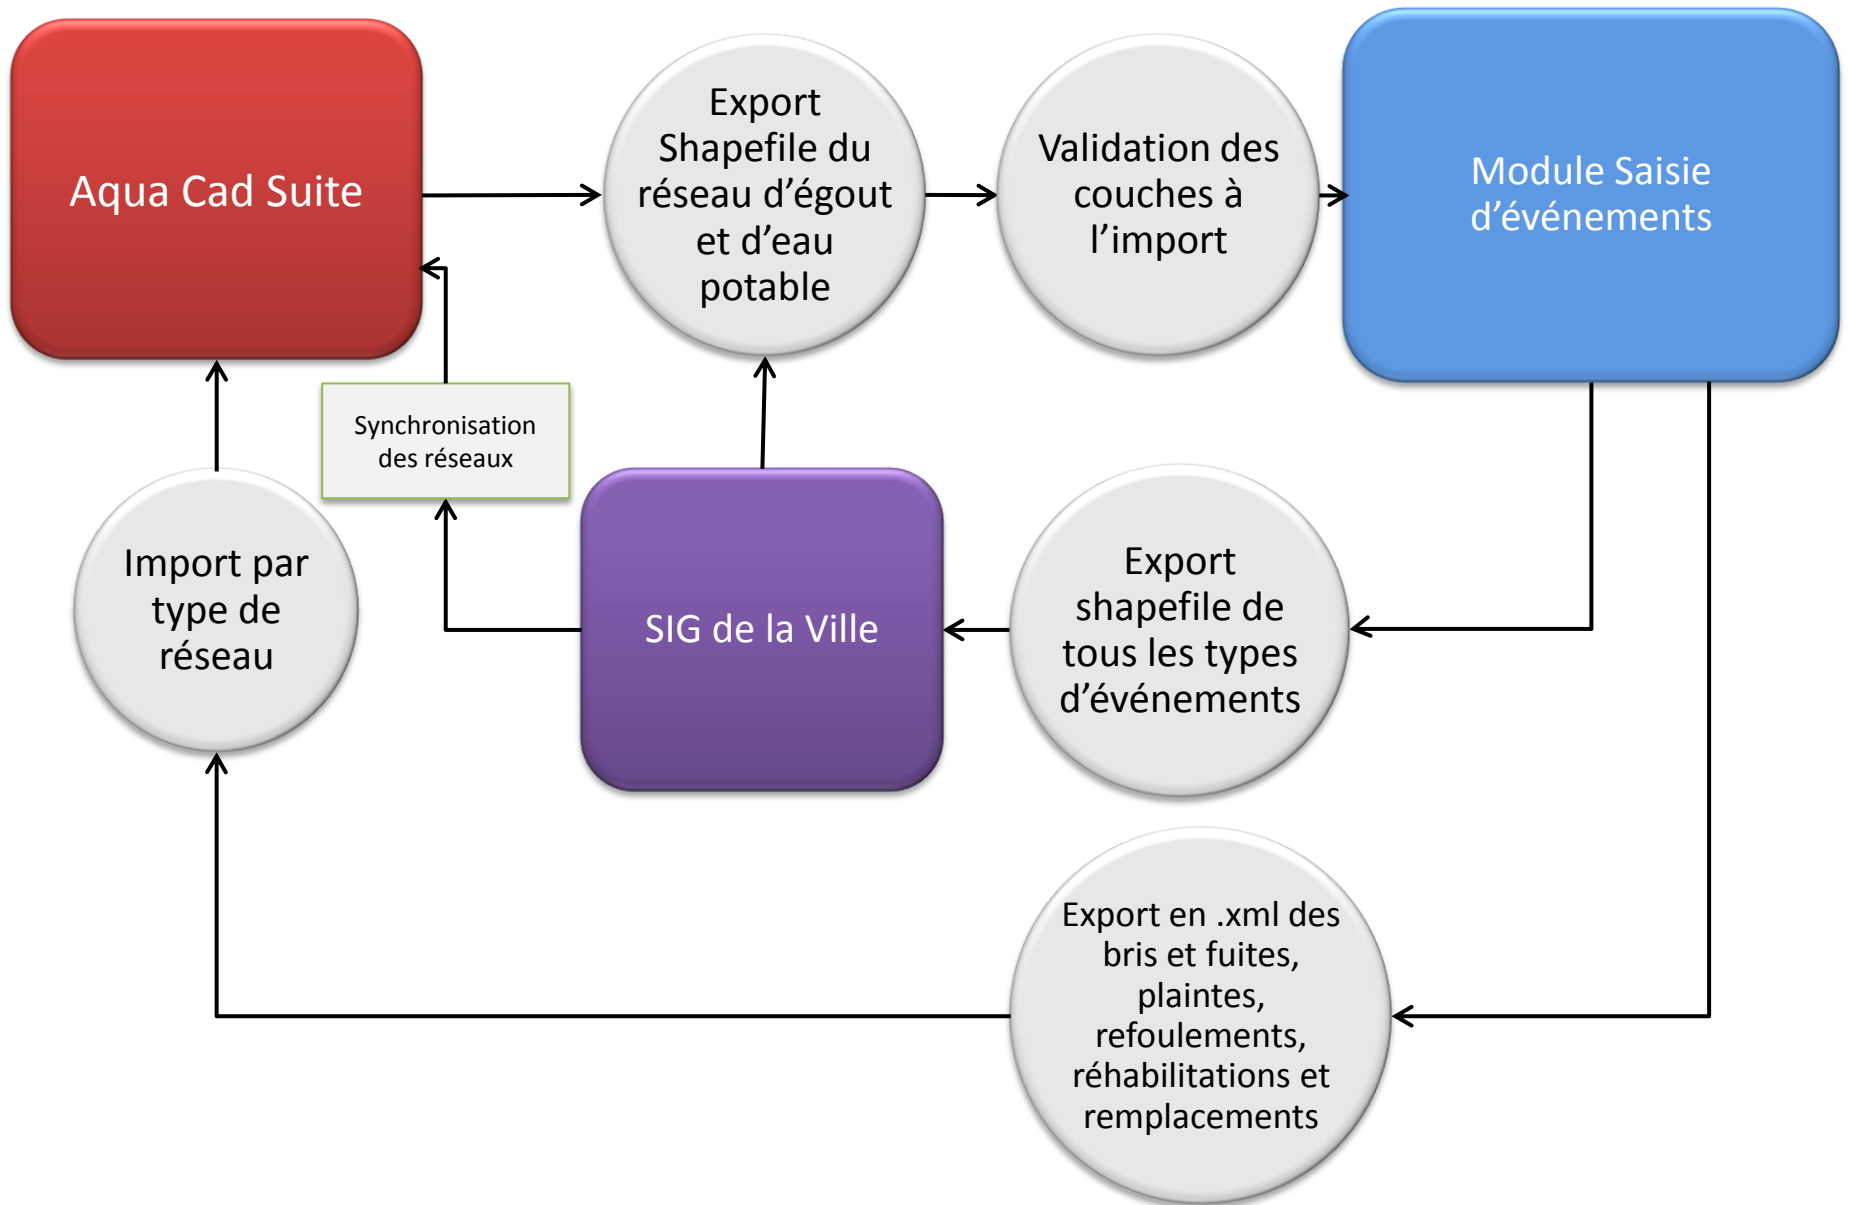 Aqua Cad Suite
Export
Shapefile du
réseau d’égout
et d’eau
potable
Validation des
couches à
l’import
Module Saisie
d’événements
Synchronisation
des réseaux
Import par
type de
réseau
SIG de la Ville
Export
shapefile de
tous les types
d’événements
Export en .xml des
bris et fuites,
plaintes,
refoulements,
réhabilitations et
remplacements